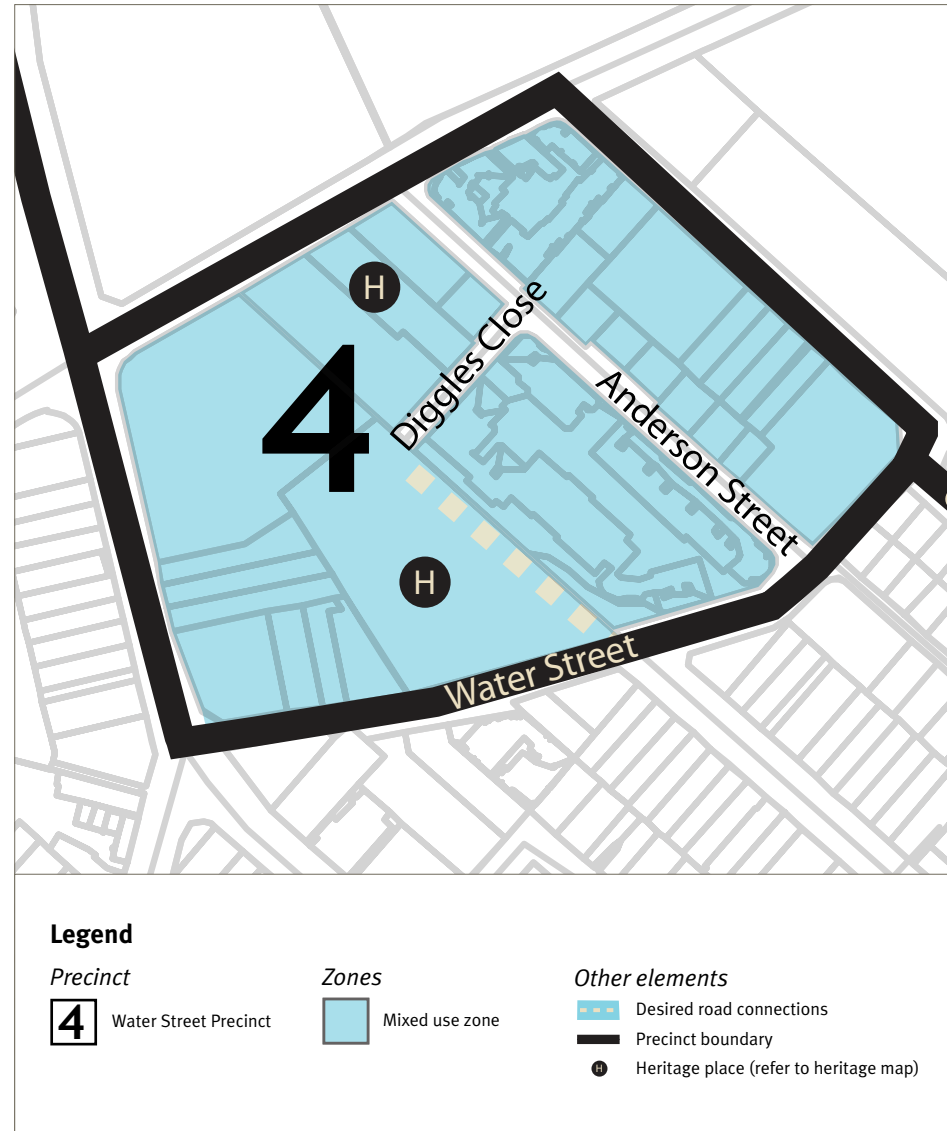 H
4
Diggles Close
Anderson Street
H
Water Street
Legend
Precinct
4 Water Street Precinct
Zones
Mixed use zone
Other elements
Desired road connections
Precinct boundary
H Heritage place (refer to heritage map)